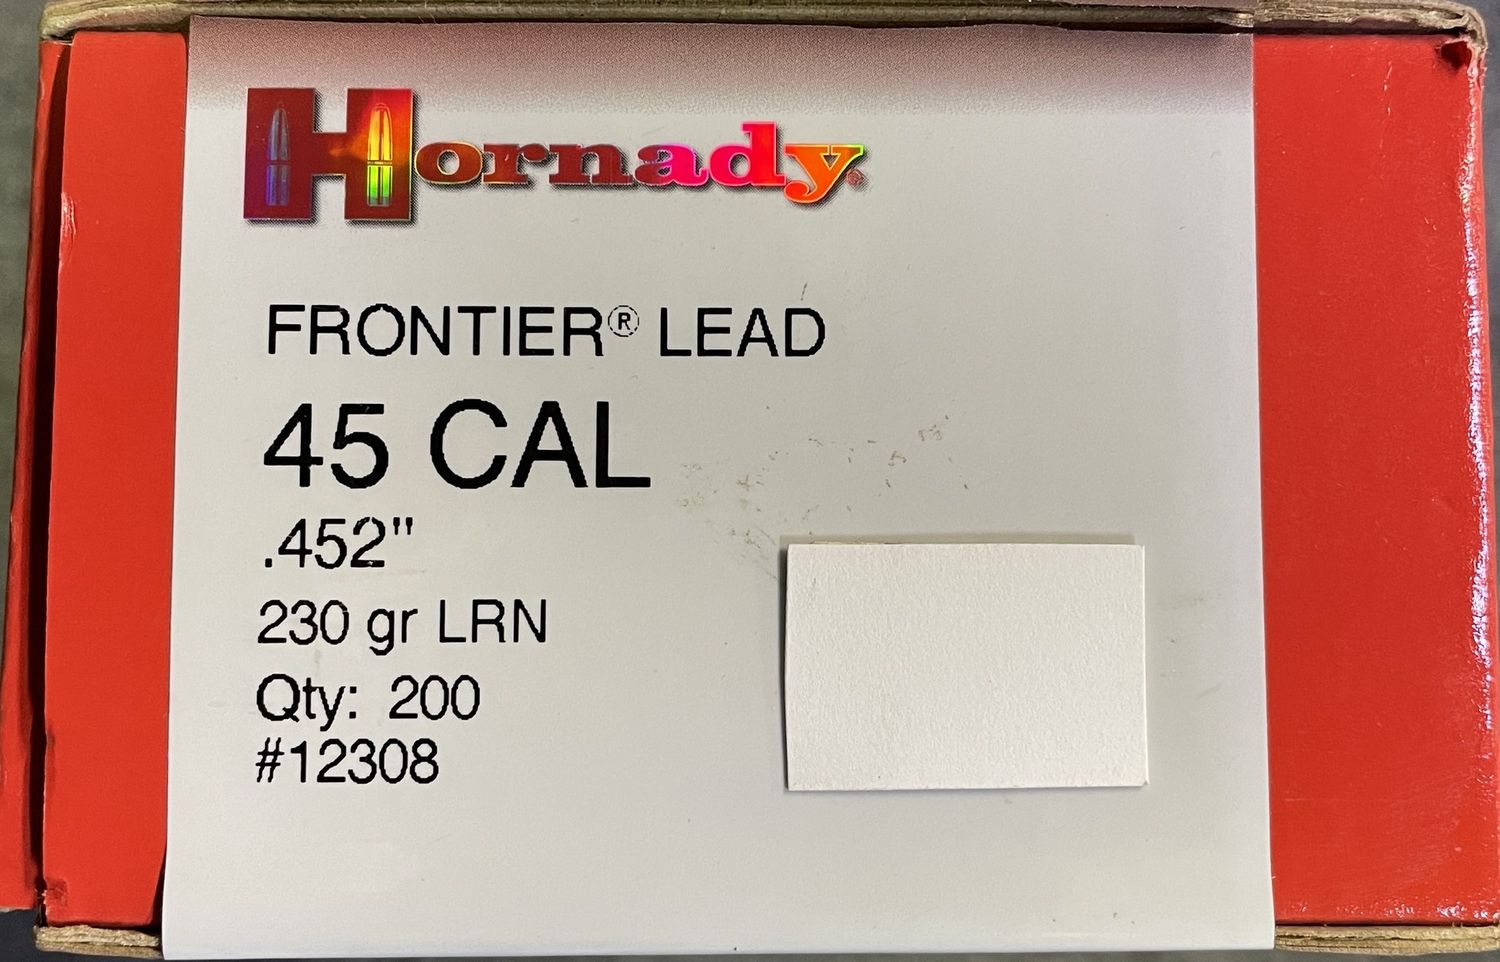 Hornady®
FRONTIER® LEAD
45 CAL
.452"
230 gr LRN
Qty: 200
#12308